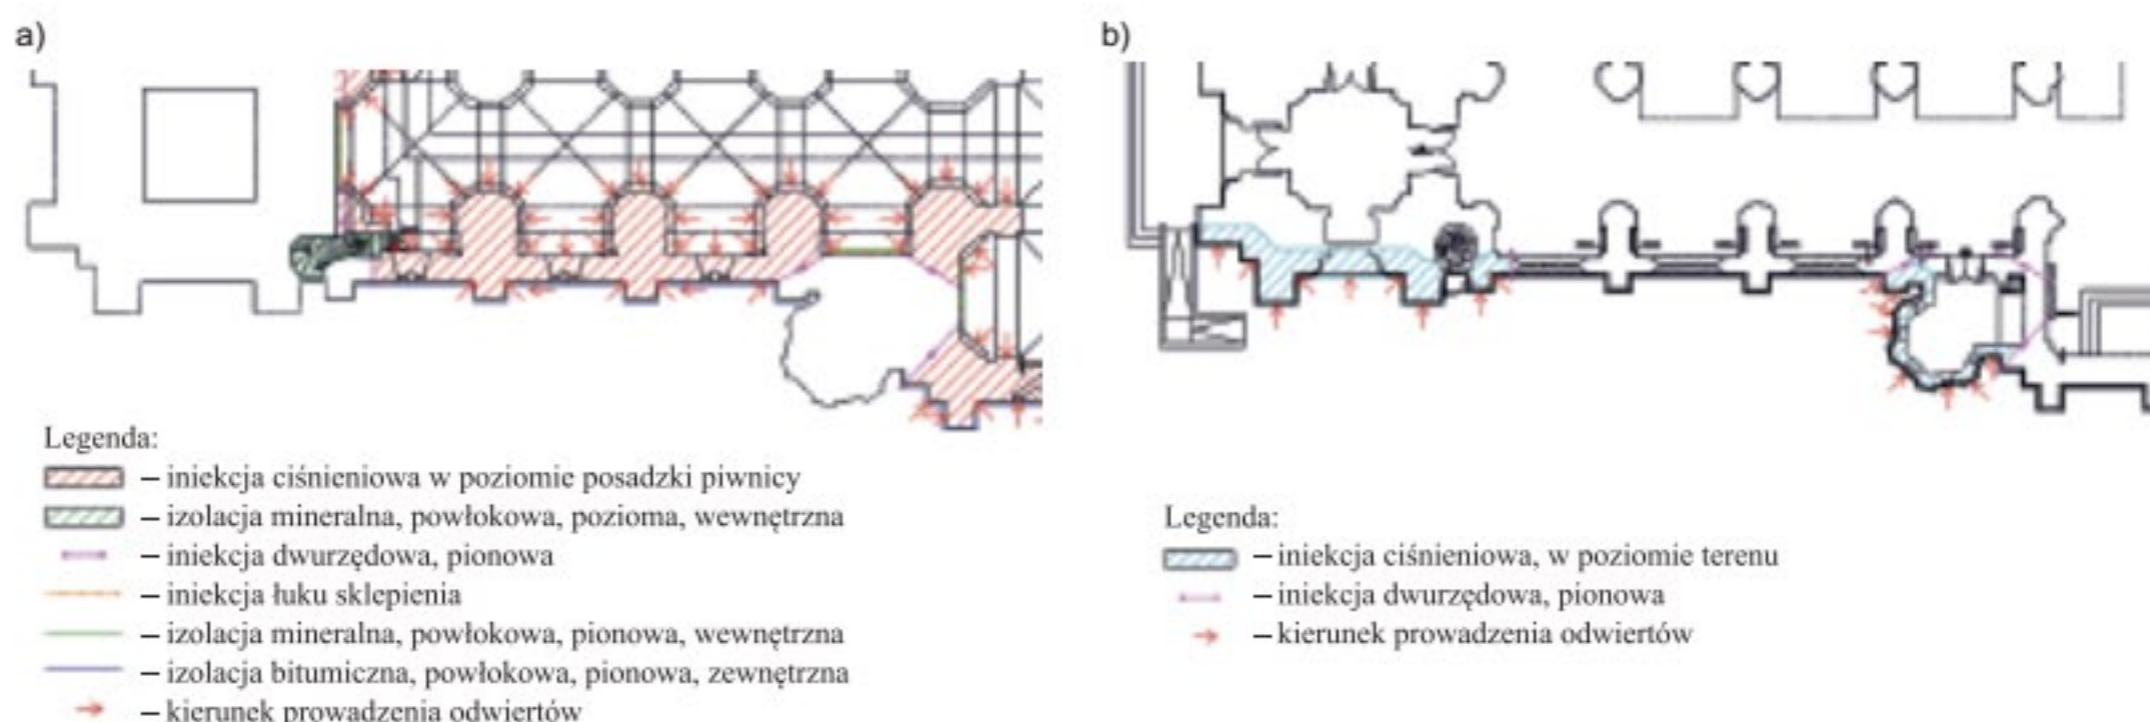 a)
Legenda:
– iniekcja ciśnieniowa w poziomie posadzki piwnicy
– izolacja mineralna, powłokowa, pozioma, wewnętrzna
– iniekcja dwurzędowa, pionowa
– iniekcja łuku sklepienia
– izolacja mineralna, powłokowa, pionowa, wewnętrzna
– izolacja bitumiczna, powłokowa, pionowa, zewnętrzna
– kierunek prowadzenia odwiertów
b)
Legenda:
– iniekcja ciśnieniowa, w poziomie terenu
– iniekcja dwurzędowa, pionowa
– kierunek prowadzenia odwiertów